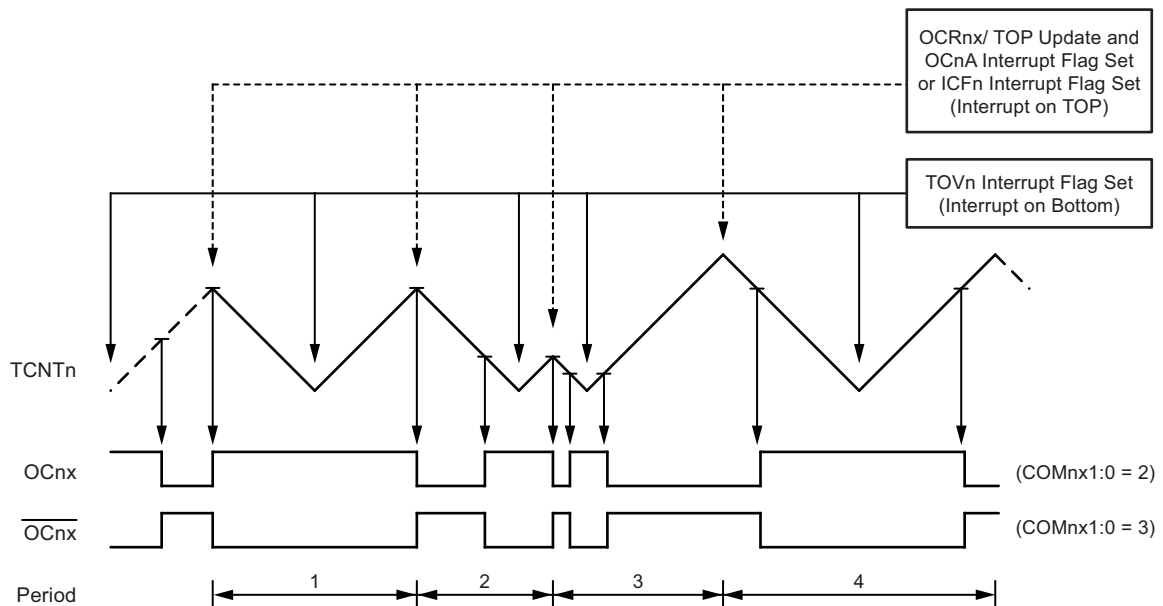 OCRnx/ TOP Update and
OCnA Interrupt Flag Set
or ICFn Interrupt Flag Set
(Interrupt on TOP)
TOVn Interrupt Flag Set
(Interrupt on Bottom)
TCNTn
OCnx
(COMnx1:0 = 2)
OCnx
(COMnx1:0 = 3)
Period
1
2
3
4